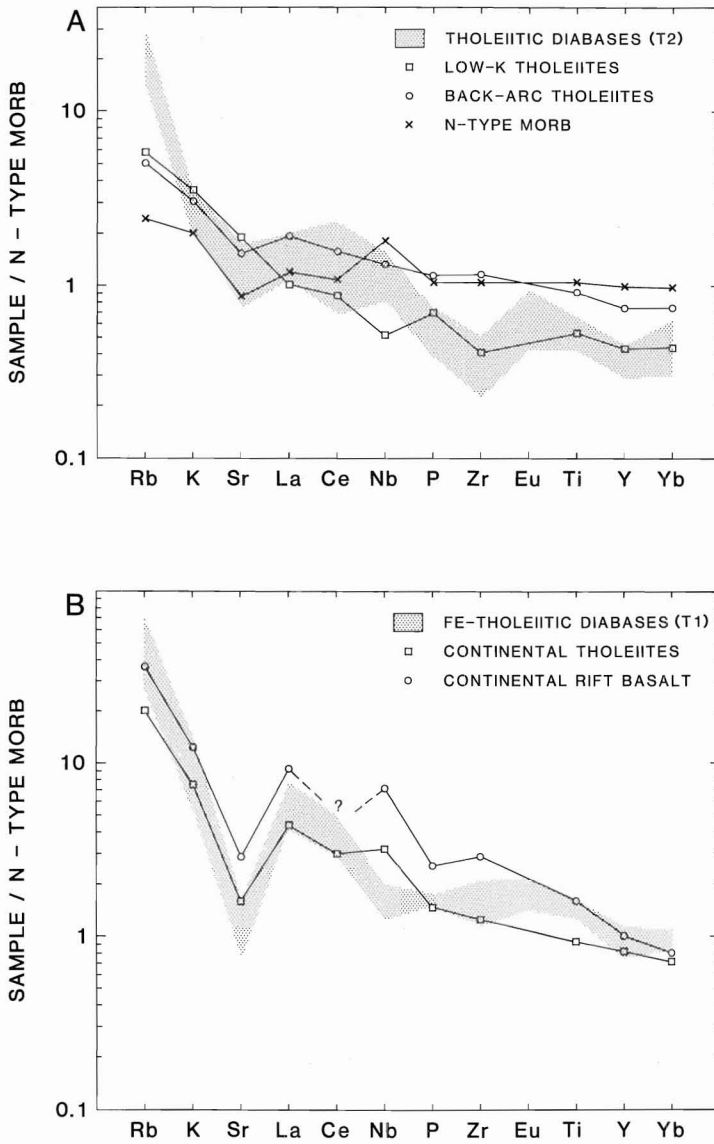 A
THOLEIITIC DIABASES (T2)
LOW-K THOLEIITES
BACK-ARC THOLEIITES
N-TYPE MORB
10
1
0.1
SAMPLE / N - TYPE MORB
Rb K Sr La Ce Nb P Zr Eu Ti Y Yb
B
FE-THOLEIITIC DIABASES (T1)
CONTINENTAL THOLEIITES
CONTINENTAL RIFT BASALT
10
?
1
0.1
SAMPLE / N - TYPE MORB
Rb K Sr La Ce Nb P Zr Eu Ti Y Yb